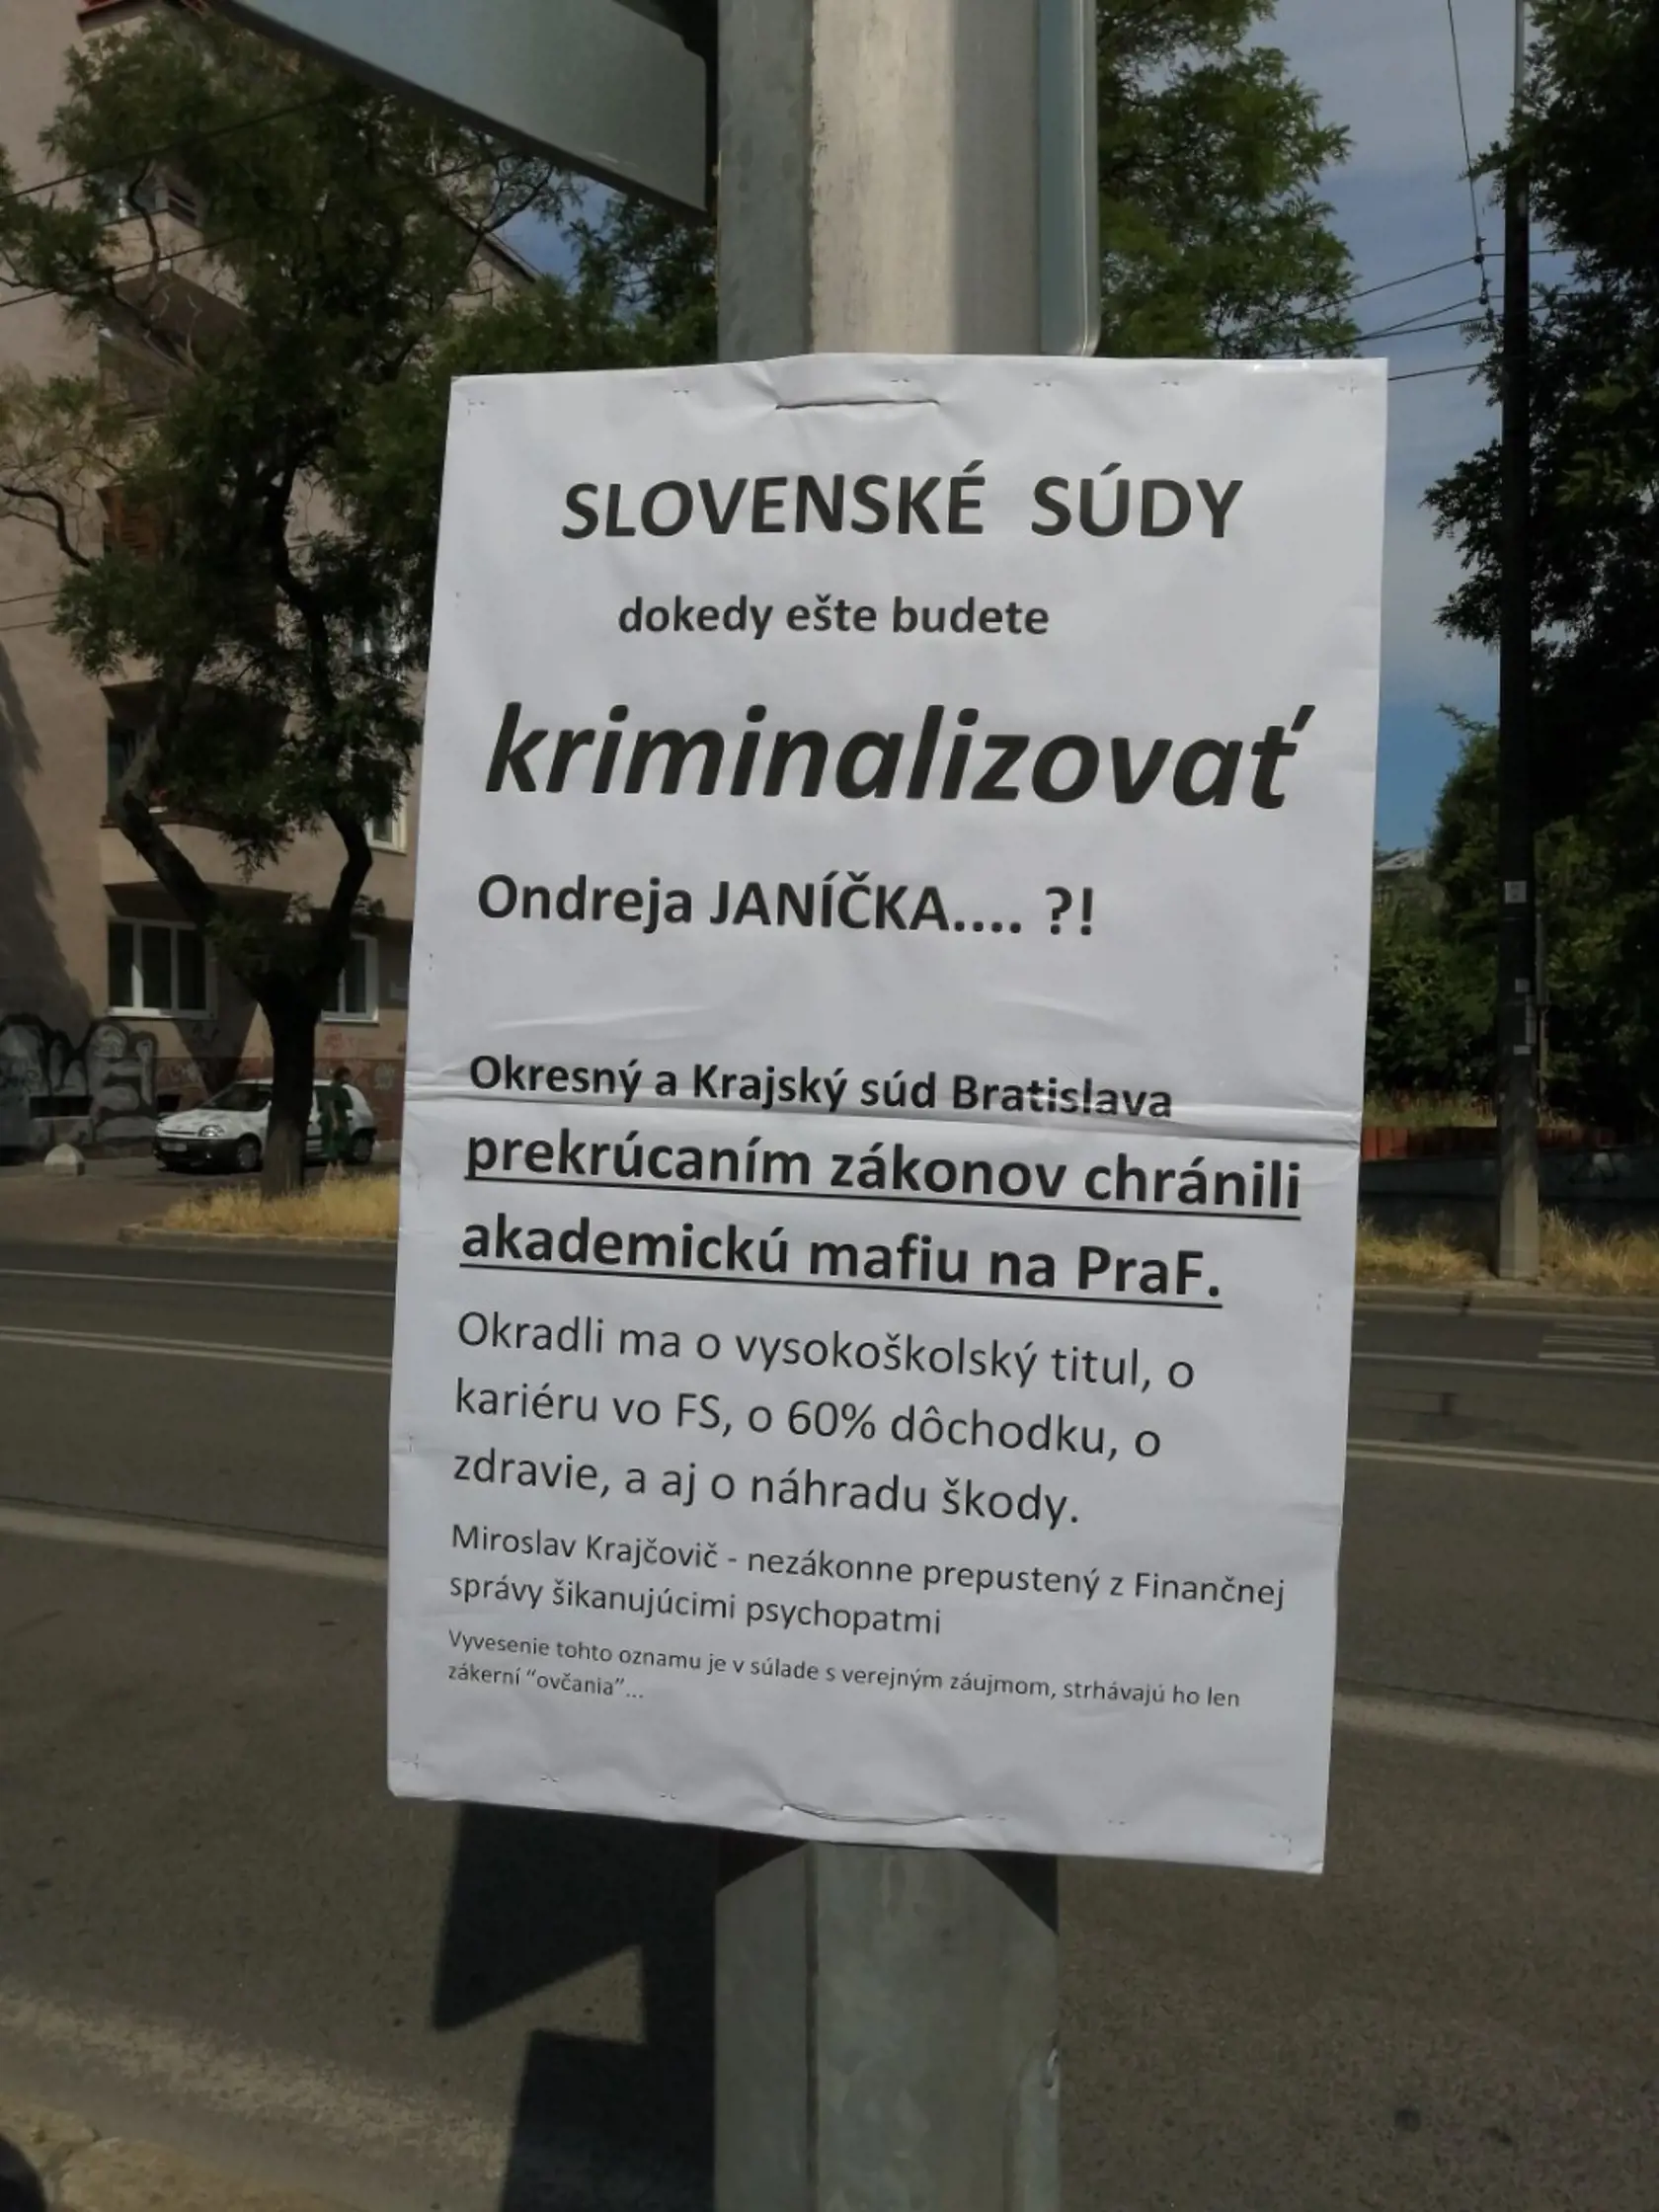 SLOVENSKÉ SÚDY
dokedy ešte budete
kriminalizovať
Ondreja JANÍČKA.... ?!
Okresný a Krajský súd Bratislava
prekrúcaním zákonov chránili
akademickú mafiu na PraF.
Okradli ma o vysokoškolský titul, o
kariéru vo FS, o 60% dôchodku, o
zdravie, a aj o náhradu škody.
Miroslav Krajčovič - nezákonne prepustený z Finančnej
správy šikanujúcimi psychopatmi
Vyvesenie tohto oznamu je v súlade s verejným záujmom, strhávajú ho len
zákerní “ovčania”...